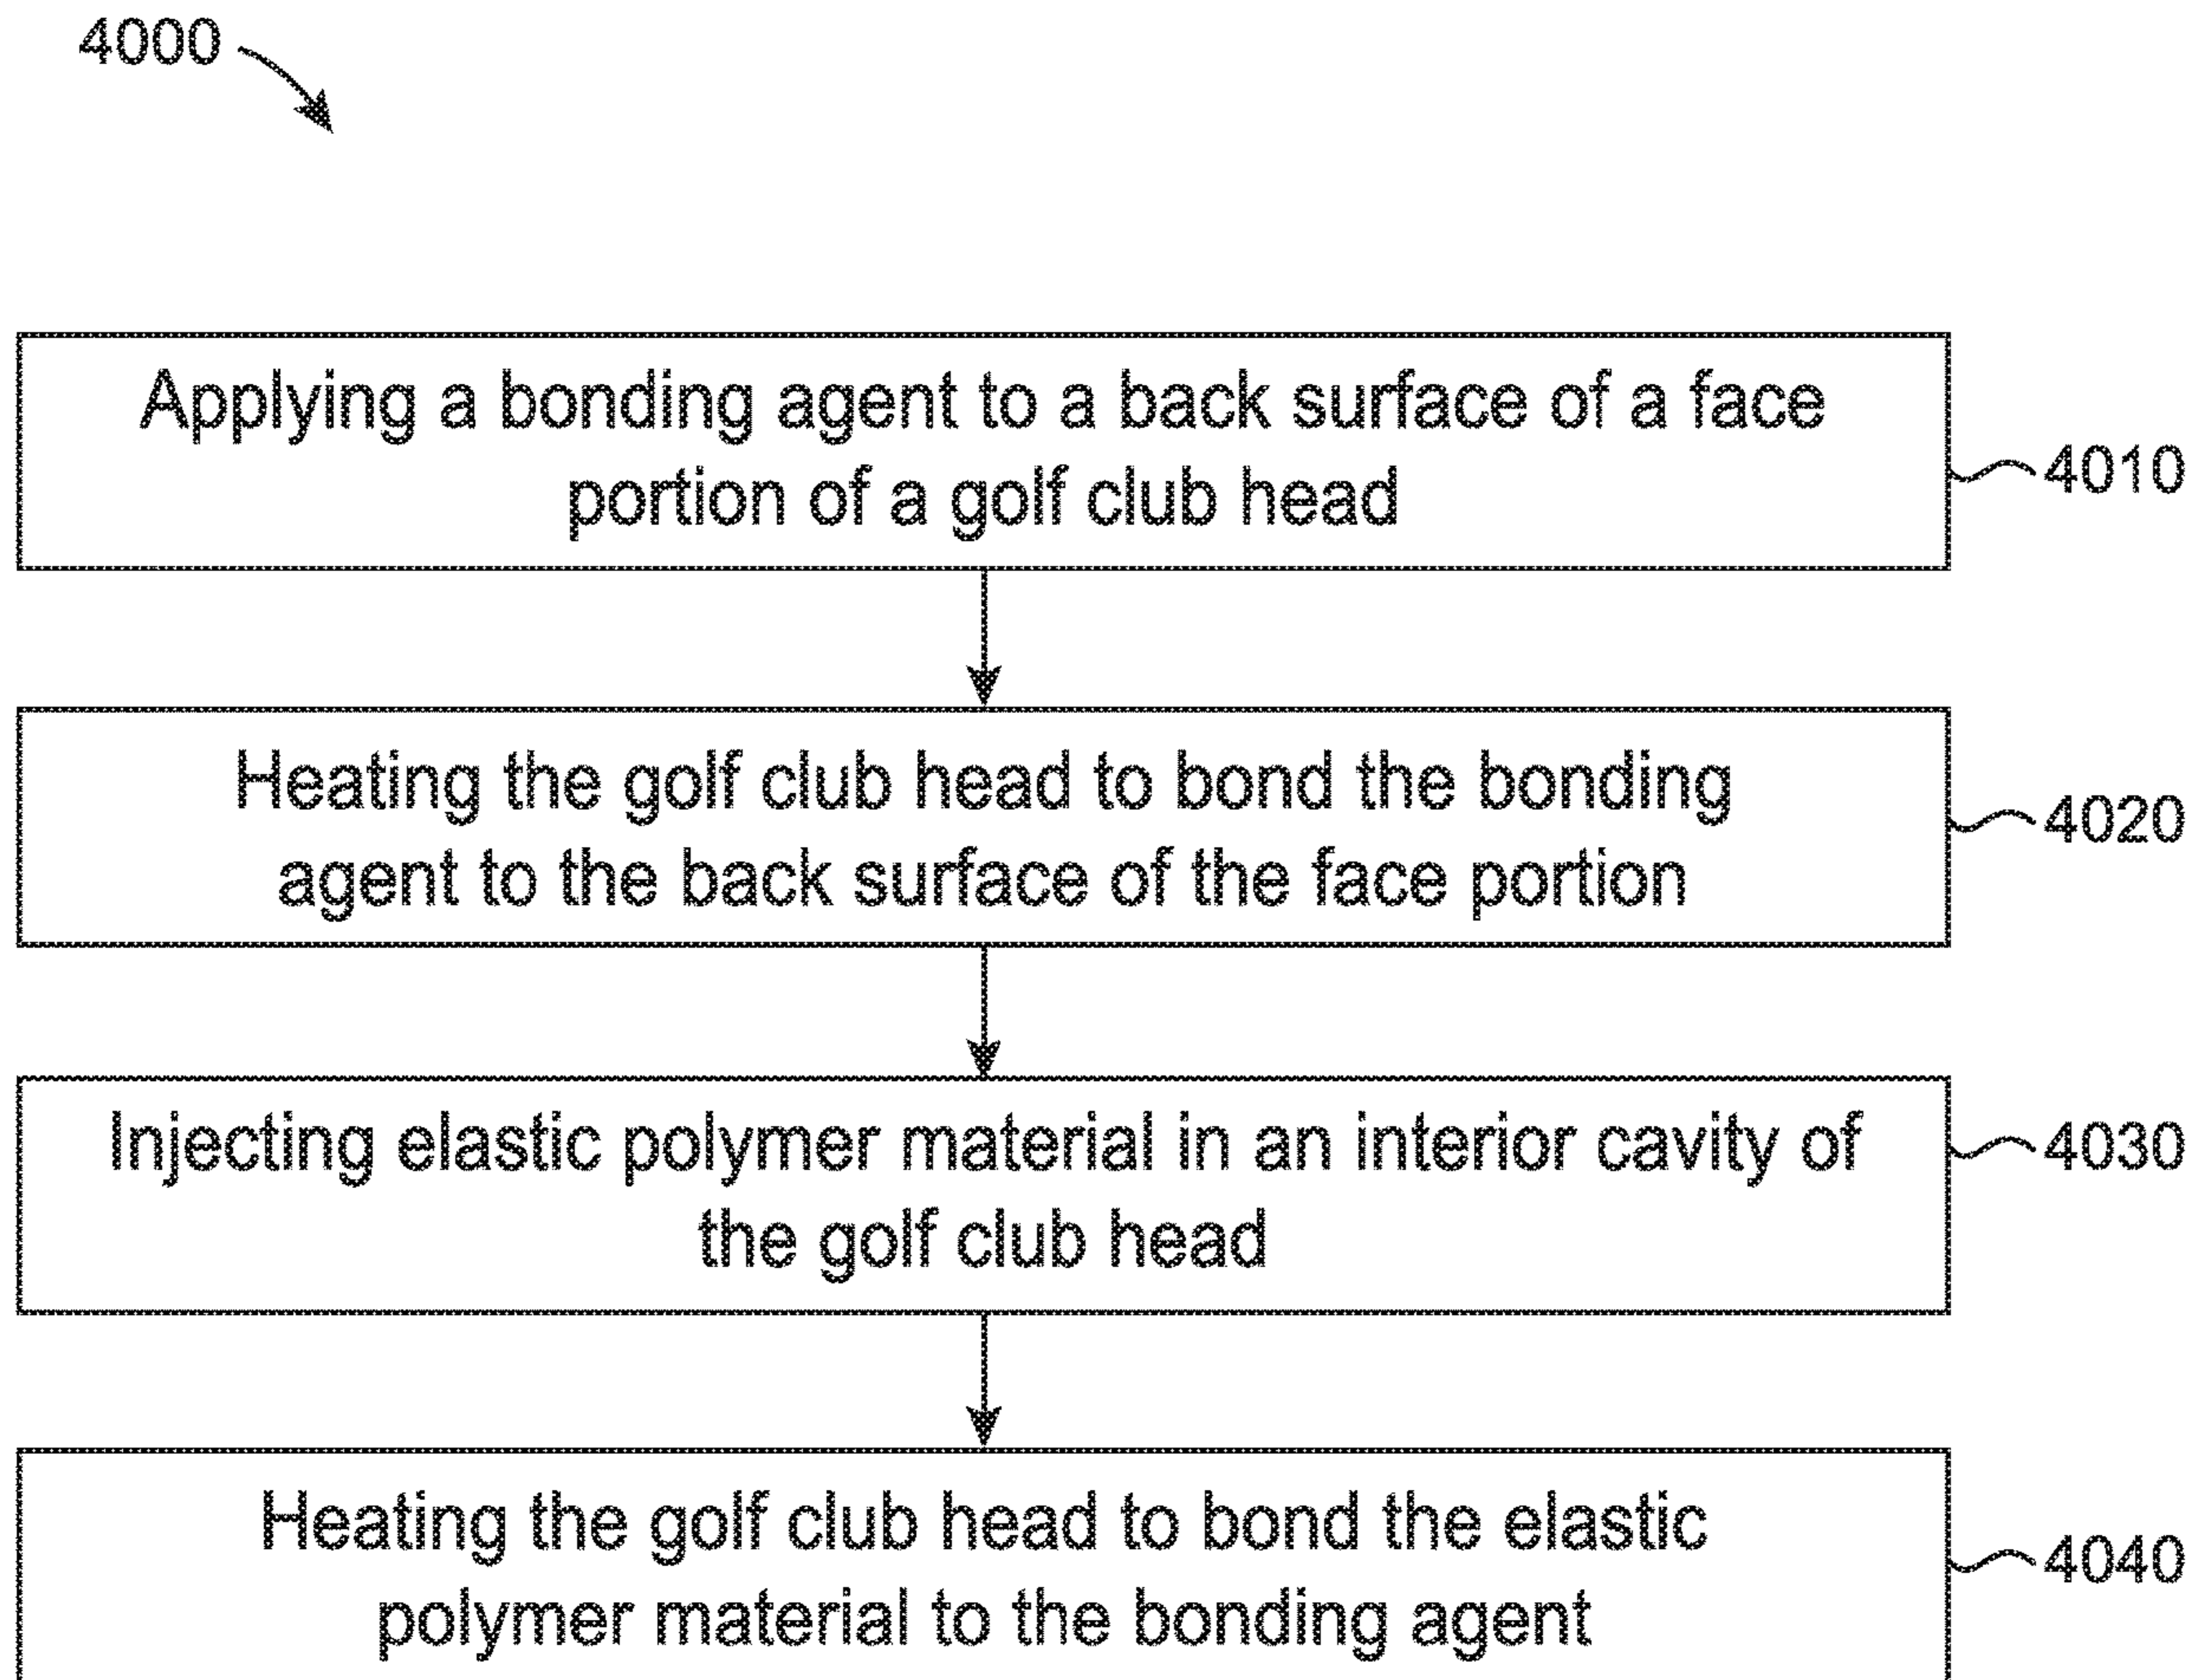 4000
Applying a bonding agent to a back surface of a face
portion of a golf club head
4010
Heating the golf club head to bond the bonding
agent to the back surface of the face portion
4020
Injecting elastic polymer material in an interior cavity of
the golf club head
4030
Heating the golf club head to bond the elastic
polymer material to the bonding agent
4040